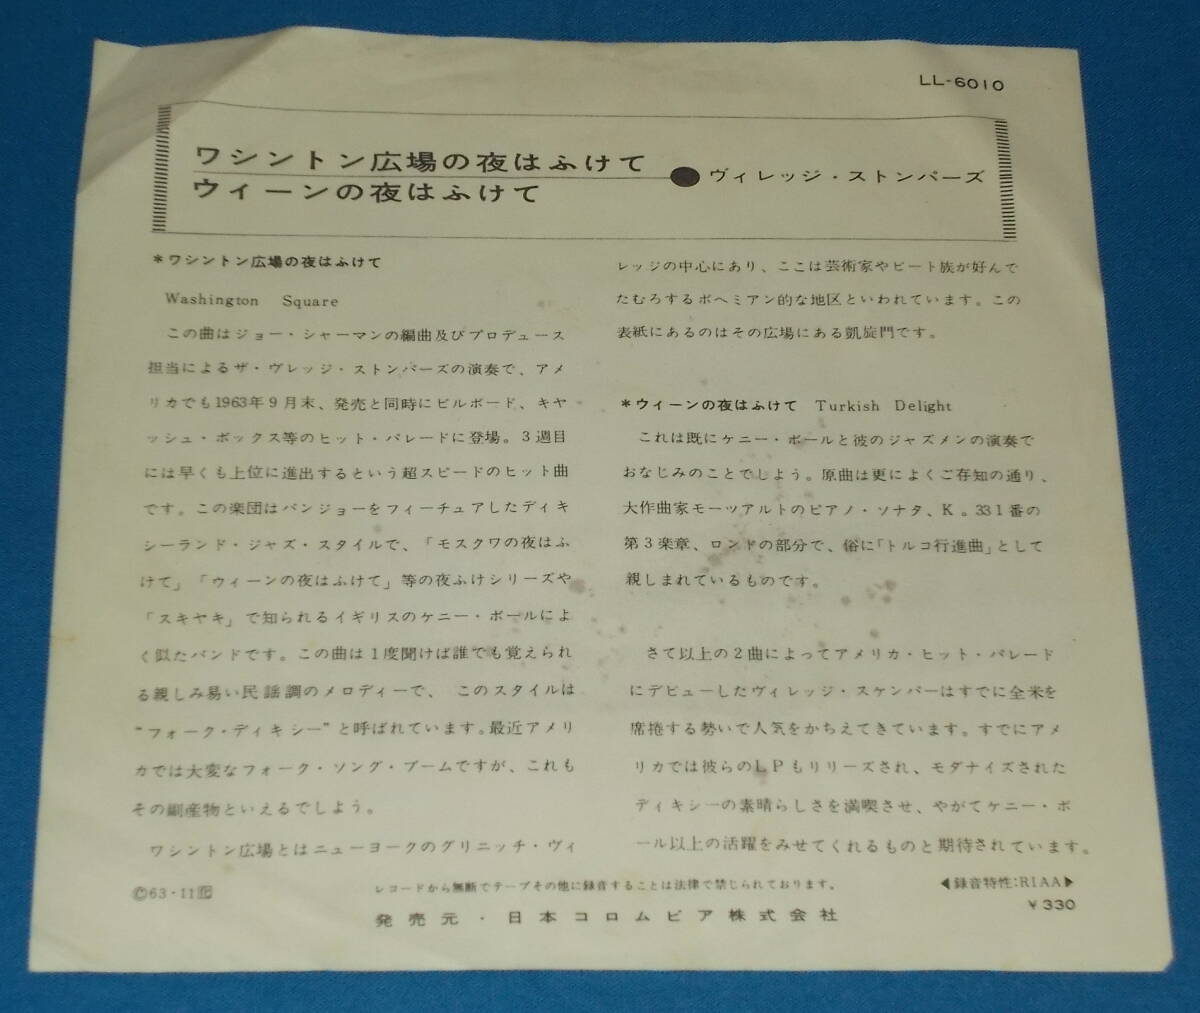 LL-6010
ワシントン広場の夜はふけて
ウィーンの夜はふけて
●ヴィレッジ・ストンパーズ
*ワシントン広場の夜はふけて
Washington Square
この曲はジョー・シャーマンの編曲及びプロデュース
担当によるザ・ヴレッジ・ストンパーズの演奏で、アメ
リカでも1963年9月末、発売と同時にビルボード、キヤ
ッシュ・ボックス等のヒット・パレードに登場。3週目
には早くも上位に進出するという超スピードのヒット曲
です。この楽団はバンジョーをフィーチュアしたディキ
シーランド・ジャズ・スタイルで、「モスクワの夜はふ
けて」「ウィーンの夜はふけて」等の夜ふけシリーズや
「スキヤキ」で知られるイギリスのケニー・ボールによ
く似たバンドです。この曲は1度聞けば誰でも覚えられ
る親しみ易い民謡調のメロディーで、このスタイルは
“フォーク・ディキシー”と呼ばれています。最近アメリ
カでは大変なフォーク・ソング・ブームですが、これも
その副産物といえるでしよう。
ワシントン広場とはニューヨークのグリニッチ・ヴィ
レッジの中心にあり、ここは芸術家やビート族が好んで
たむろするボヘミアン的な地区といわれています。この
表紙にあるのはその広場にある凱旋門です。
*ウィーンの夜はふけて Turkish Delight
これは既にケニー・ボールと彼のジャズメンの演奏で
おなじみのことでしよう。原曲は更によくご存知の通り、
大作曲家モーツアルトのピアノ・ソナタ、K。331番の
第3楽章、ロンドの部分で、俗に「トルコ行進曲」として
親しまれているものです。
さて以上の2曲によってアメリカ・ヒット・パレード
にデビューしたヴィレッジ・スケンパーはすでに全米を
席捲する勢いで人気をかちえてきています。すでにアメ
リカでは彼らのLPもリリーズされ、モダナイズされた
ディキシーの素晴らしさを満喫させ、やがてケニー・ボ
ール以上の活躍をみせてくれるものと期待されています。
Ⓒ63・11
レコードから無断でテープその他に録音することは法律で禁じられております。
発売元・日本コロムビア株式会社
◀録音特性:RIAA▶
¥330